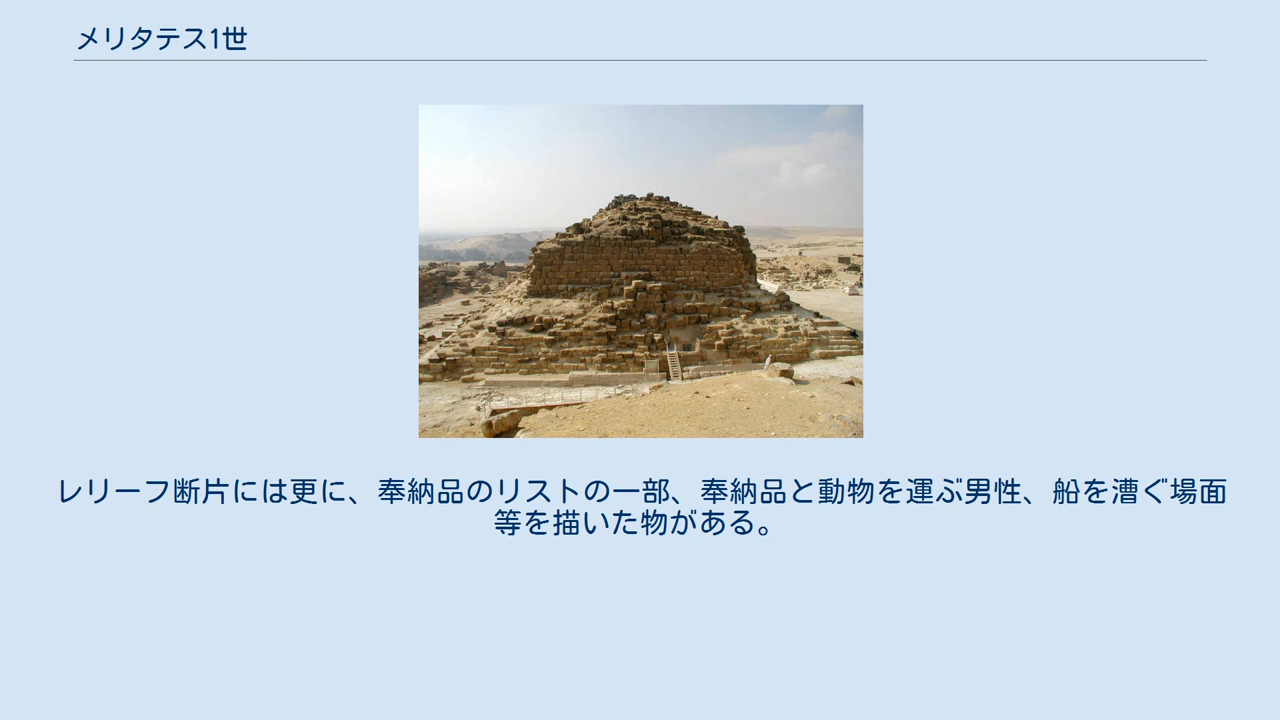 メリタテス1世
レリーフ断片には更に、奉納品のリストの一部、奉納品と動物を運ぶ男性、船を漕ぐ場面
等を描いた物がある。